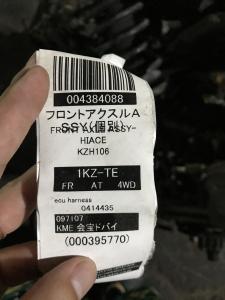 004384088
フロントアクスルA
SSY(個別)
FRONT AXLE ASSY-
HIACE
KZH106
1KZ-TE
FR AT 4WD
ecu harness
0414435
097107
KME 会宝ドバイ
(000395770)